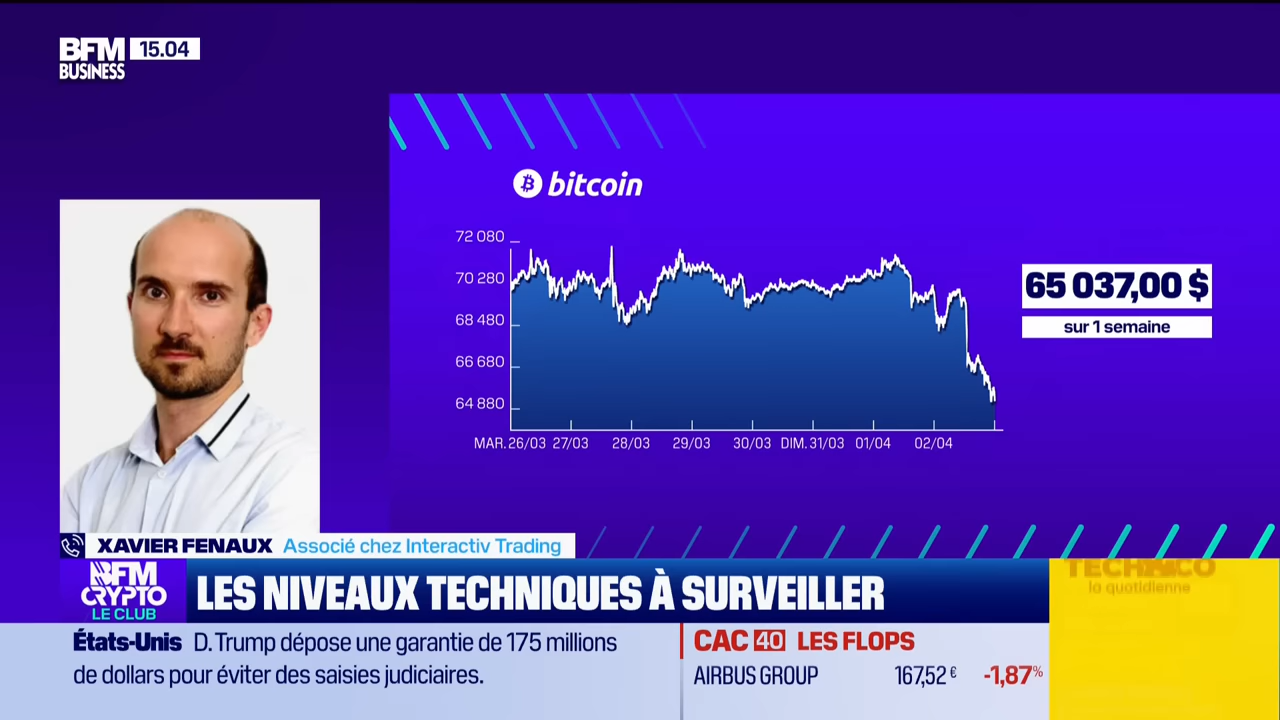 BFM
15.04
BUSINESS
bitcoin
72 080
70 280
68 480
66 680
64 880
MAR.26/03 27/03 28/03 29/03 30/03 DIM.31/03 01/04 02/04
65 037,00 $
sur 1 semaine
XAVIER FENAUX Associé chez Interactiv Trading
BFM
CRYPTO
LE CLUB
LES NIVEAUX TECHNIQUES À SURVEILLER
la quotidienne
États-Unis D. Trump dépose une garantie de 175 millions
de dollars pour éviter des saisies judiciaires.
CAC 40 LES FLOPS
AIRBUS GROUP 167,52 € -1,87%